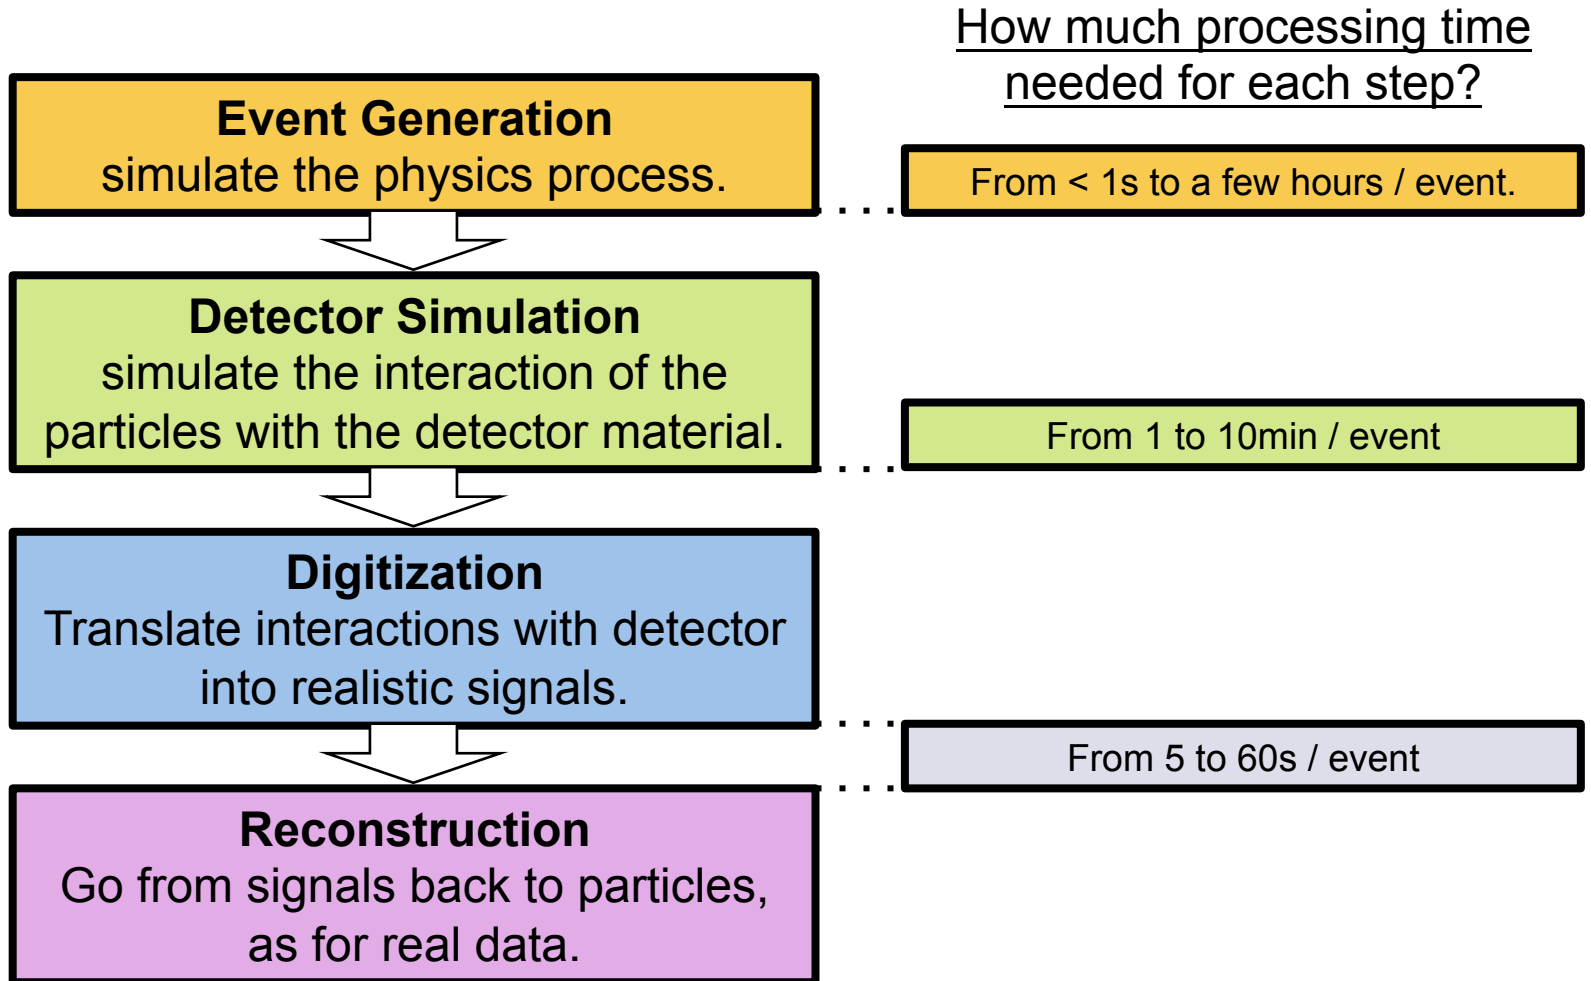 How much processing time
needed for each step?
Event Generation
simulate the physics process.
From < 1s to a few hours / event.
Detector Simulation
simulate the interaction of the
particles with the detector material.
From 1 to 10min / event
Digitization
Translate interactions with detector
into realistic signals.
From 5 to 60s / event
Reconstruction
Go from signals back to particles,
as for real data.